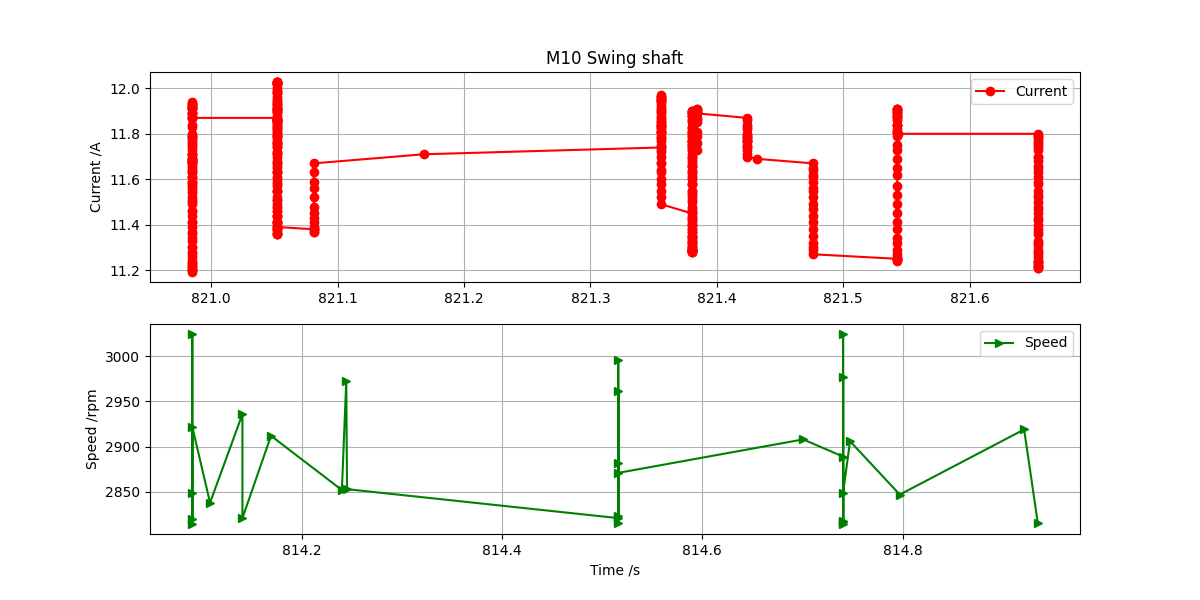 M10 Swing shaft
12.0
11.8
11.6
11.4
11.2
Current /A
Current
821.0 821.1 821.2 821.3 821.4 821.5 821.6
3000
2950
2900
2850
Speed /rpm
Speed
814.2 814.4 814.6 814.8
Time /s